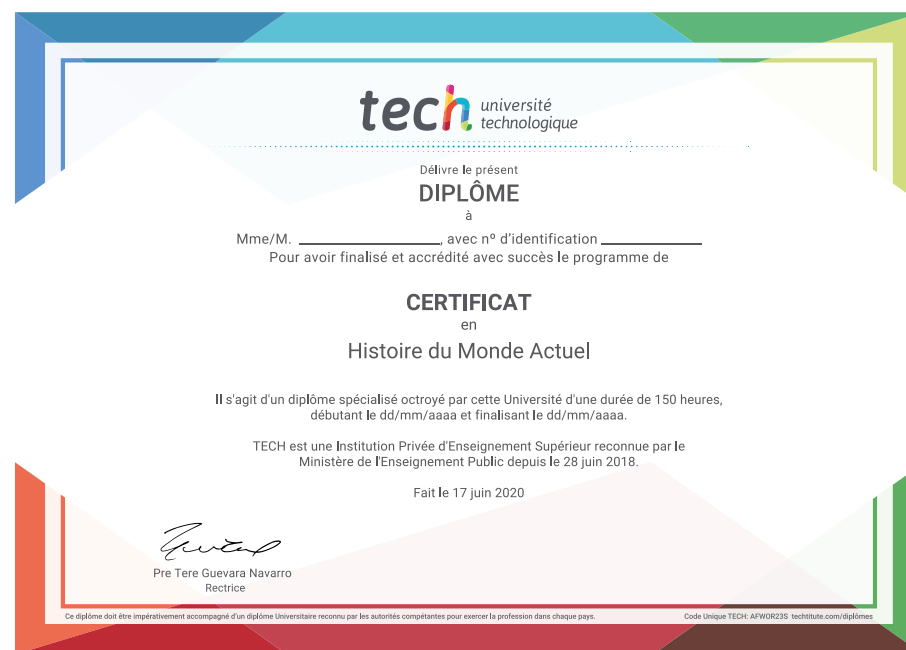 tech université
technologique
Délivre le présent
DIPLÔME
à
Mme/M. ____________________, avec nº d'identification ______________
Pour avoir finalisé et accrédité avec succès le programme de
CERTIFICAT
en
Histoire du Monde Actuel
Il s'agit d'un diplôme spécialisé octroyé par cette Université d'une durée de 150 heures,
débutant le dd/mm/aaaa et finalisant le dd/mm/aaaa.
TECH est une Institution Privée d'Enseignement Supérieur reconnue par le
Ministère de l'Enseignement Public depuis le 28 juin 2018.
Fait le 17 juin 2020
Pre Tere Guevara Navarro
Rectrice
Ce diplôme doit être impérativement accompagné d'un diplôme Universitaire reconnu par les autorités compétantes pour exercer la profession dans chaque pays.
Code Unique TECH: AFWOR23S techtitute.com/diplômes